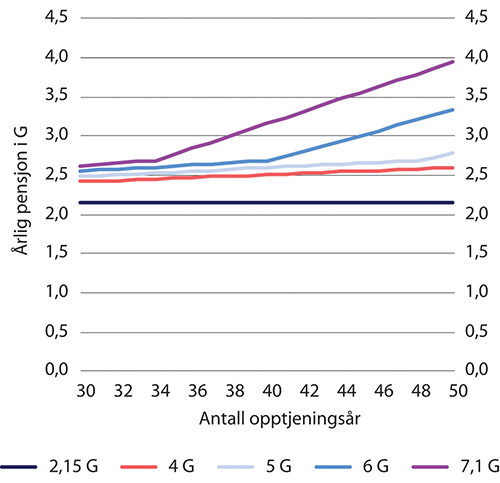 4,5 4,5
4,0 4,0
3,5 3,5
3,0 3,0
2,5 2,5
2,0 2,0
1,5 1,5
1,0 1,0
0,5 0,5
0,0 0,0
Årlig pensjon i G
30 32 34 36 38 40 42 44 46 48 50
Antall opptjeningsår
2,15 G 4 G 5 G 6 G 7,1 G